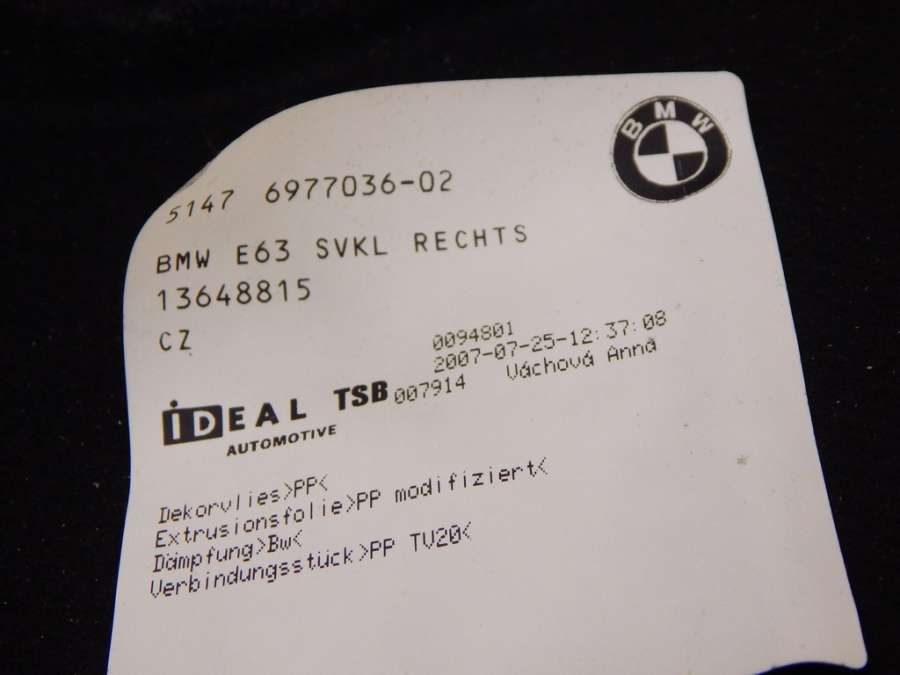 BMW
5147 6977036-02
BMW E63 SVKL RECHTS
13648815
CZ
0094801
2007-07-25-12:37:08
007914 Váchová Anna
iDEAL TSB
AUTOMOTIVE
Dekorvlies>PP<
Extrusionsfolie>PP modifiziert<
Dämpfung>Bw<
Verbindungsstück>PP TV20<